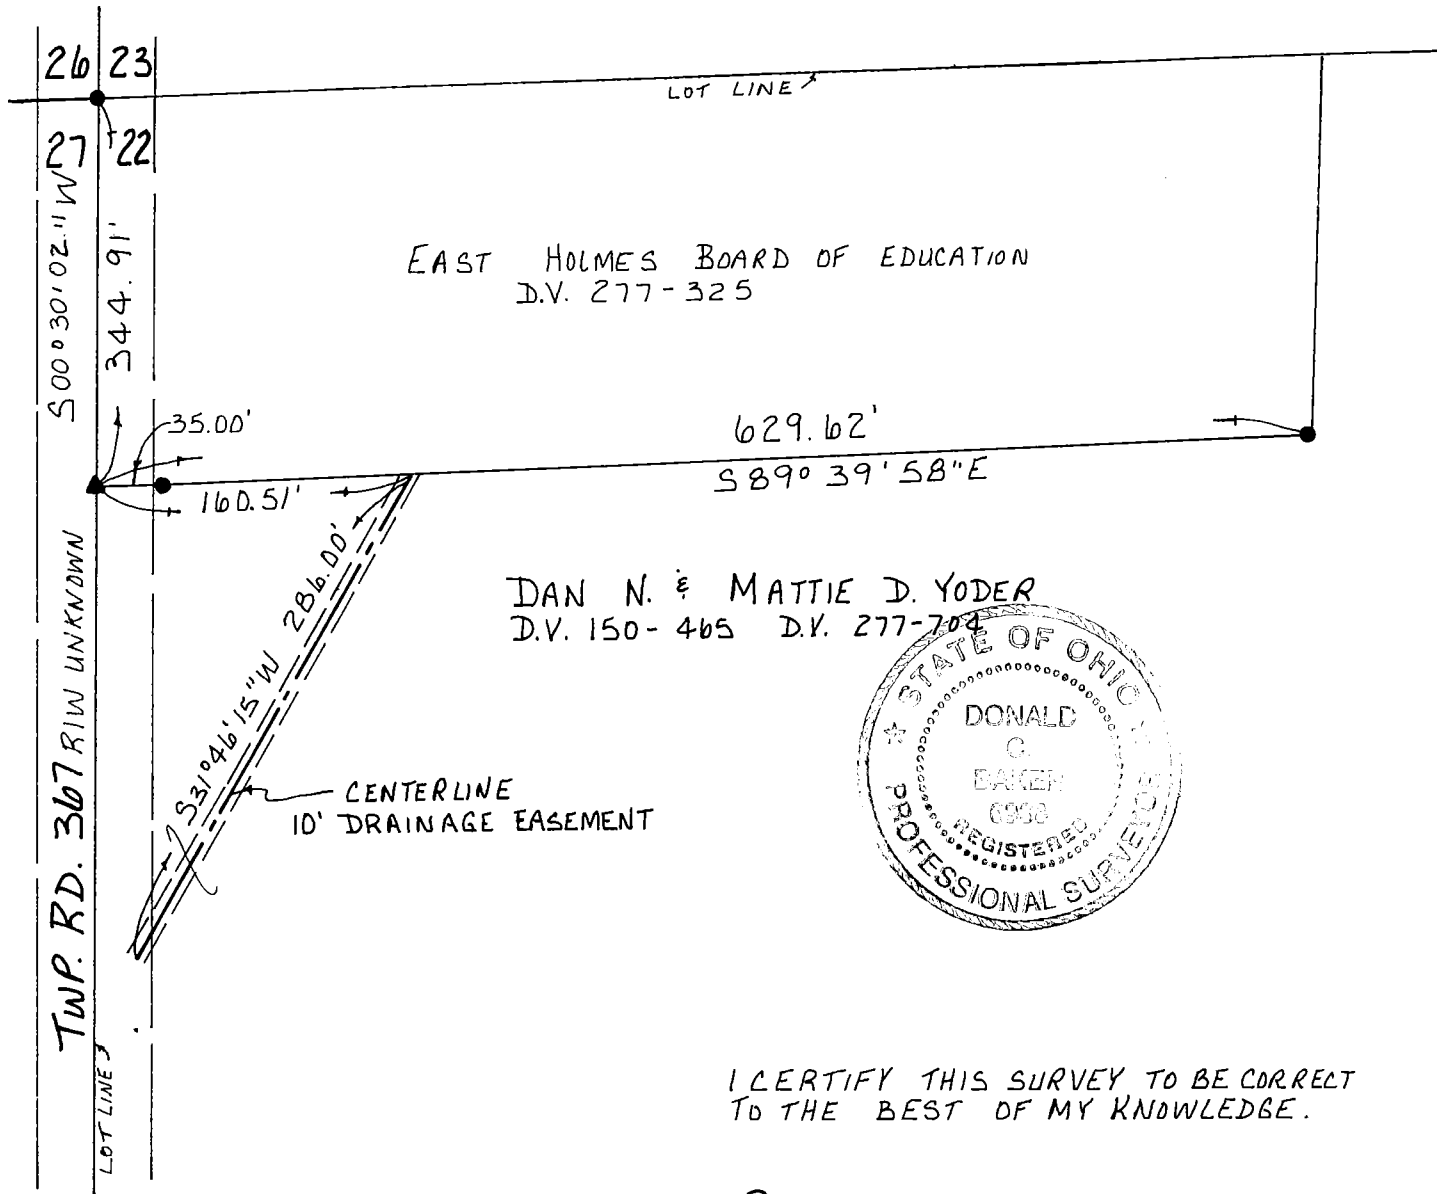 26 23
27 22
LOT LINE
S00°30'02."W
344.91'
EAST HOLMES BOARD OF EDUCATION
D.V. 277-325
35.00'
629.62'
S89° 39' 58"E
160.51'
S31°46'15"W 286.00'
DAN N. & MATTIE D. YODER
D.V. 150-465 D.V. 277-704
STATE OF OHIO
DONALD
BAKER
REGISTERED
PROFESSIONAL SURVEYOR
CENTERLINE
10' DRAINAGE EASEMENT
TWP. RD. 367 R/W UNKNOWN
LOT LINE
I CERTIFY THIS SURVEY TO BE CORRECT
TO THE BEST OF MY KNOWLEDGE.